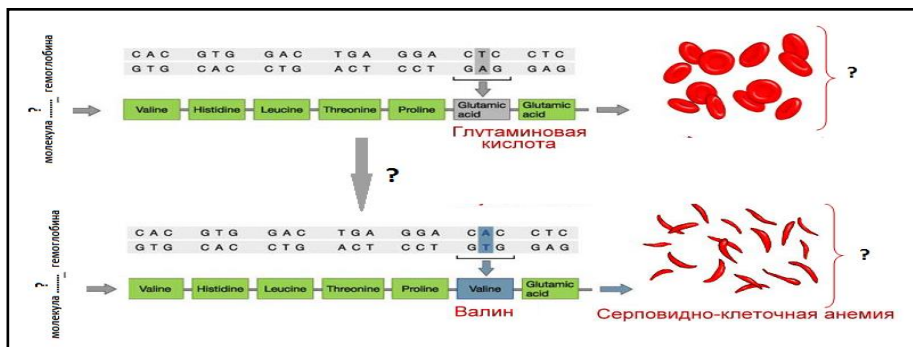 CAC GTG GAC TGA GGA CTC CTC
GTG CAC CTG ACT CCT GAG GAG
?
молекула ....... гемоглобина
Valine Histidine Leucine Threonine Proline Glutamic acid Glutamic acid
?
Глутаминовая
кислота
?
CAC GTG GAC TGA GGA CAC CTC
GTG CAC CTG ACT CCT GTG GAG
?
молекула ....... гемоглобина
Valine Histidine Leucine Threonine Proline Valine Glutamic acid
?
Валин
Серповидно-клеточная анемия